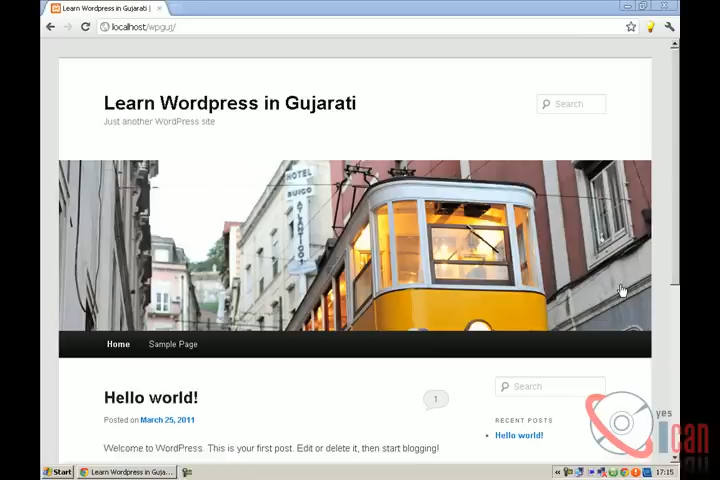 Learn Wordpress in Gujarati |
localhost/wpguj/
Learn Wordpress in Gujarati
Just another WordPress site
Search
HOTEL
Home
Sample Page
Hello world!
1
Search
Posted on March 25, 2011
RECENT POSTS
Hello world!
Welcome to WordPress. This is your first post. Edit or delete it, then start blogging!
yes
ican
Start
Learn Wordpress in Guja...
17:15